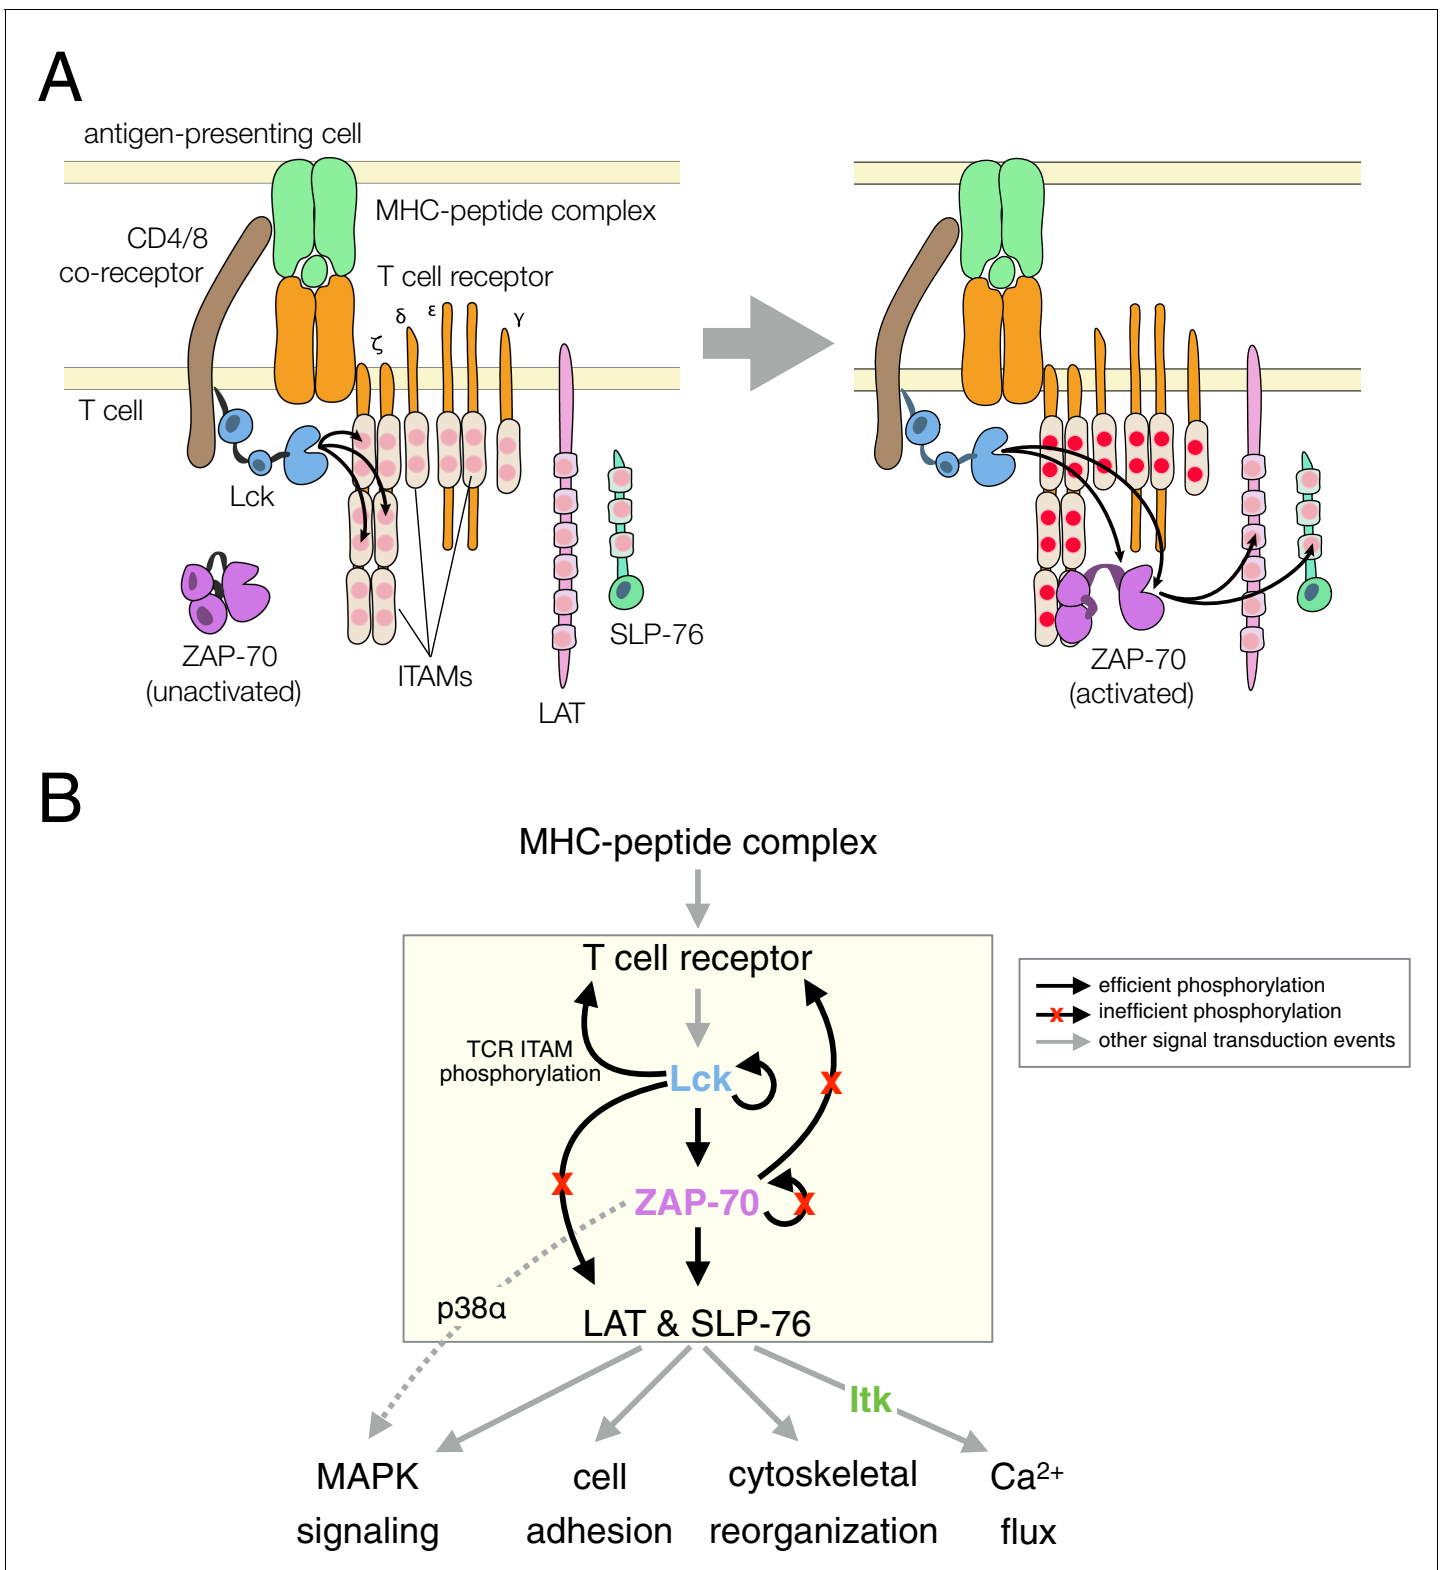 A
antigen-presenting cell
MHC-peptide complex
CD4/8
co-receptor
T cell receptor
ζ
δ
ε
γ
T cell
Lck
ZAP-70
(unactivated)
ITAMs
LAT
SLP-76
ZAP-70
(activated)
B
MHC-peptide complex
T cell receptor
TCR ITAM
phosphorylation
Lck
X
X
ZAP-70
X
p38α
LAT & SLP-76
efficient phosphorylation
X
inefficient phosphorylation
other signal transduction events
Itk
MAPK
signaling
cell
adhesion
cytoskeletal
reorganization
Ca²⁺
flux